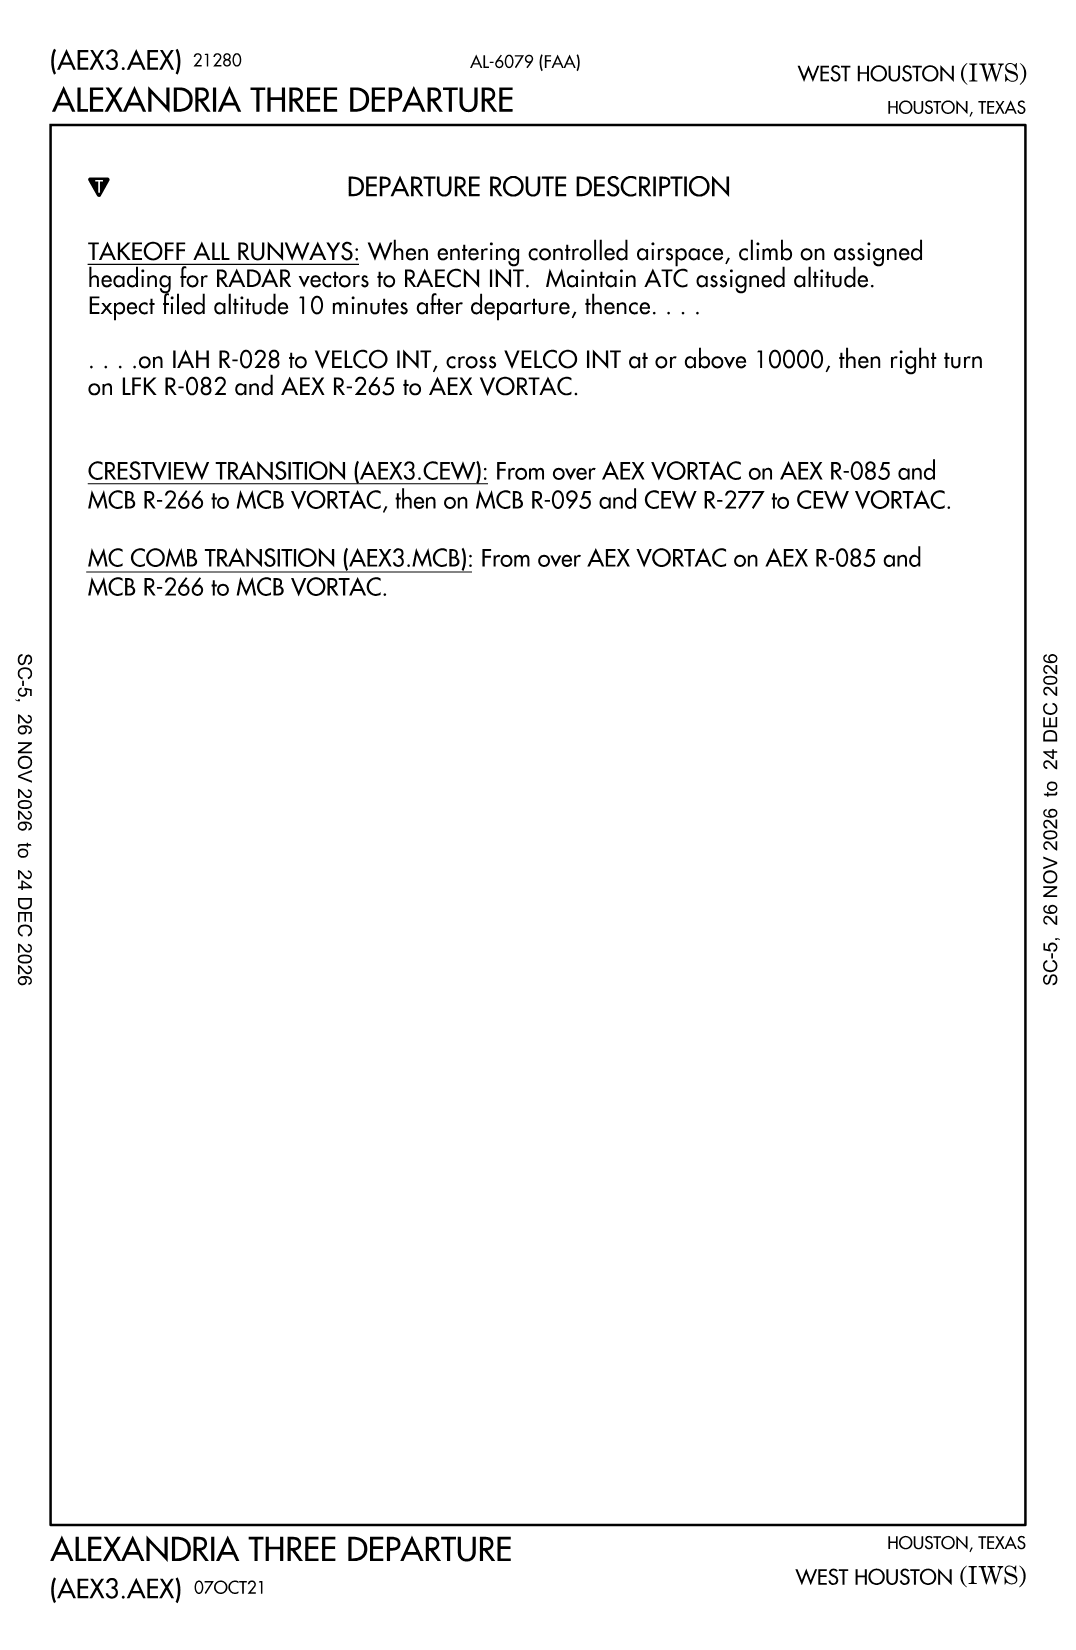 (AEX3.AEX) 21280
AL-6079 (FAA)
WEST HOUSTON (IWS)
ALEXANDRIA THREE DEPARTURE
HOUSTON, TEXAS
T
DEPARTURE ROUTE DESCRIPTION
TAKEOFF ALL RUNWAYS: When entering controlled airspace, climb on assigned
heading for RADAR vectors to RAECN INT. Maintain ATC assigned altitude.
Expect filed altitude 10 minutes after departure, thence. . . .
. . . .on IAH R-028 to VELCO INT, cross VELCO INT at or above 10000, then right turn
on LFK R-082 and AEX R-265 to AEX VORTAC.
CRESTVIEW TRANSITION (AEX3.CEW): From over AEX VORTAC on AEX R-085 and
MCB R-266 to MCB VORTAC, then on MCB R-095 and CEW R-277 to CEW VORTAC.
MC COMB TRANSITION (AEX3.MCB): From over AEX VORTAC on AEX R-085 and
MCB R-266 to MCB VORTAC.
SC-5, 26 NOV 2026 to 24 DEC 2026
SC-5, 26 NOV 2026 to 24 DEC 2026
ALEXANDRIA THREE DEPARTURE
HOUSTON, TEXAS
(AEX3.AEX) 07OCT21
WEST HOUSTON (IWS)